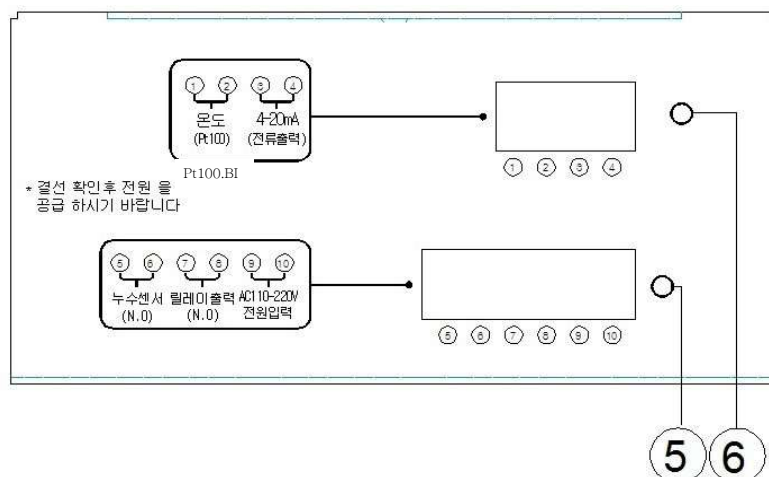 ① ② ③ ④
온도 4-20mA
(Pt100) (전류출력)
Pt100.BI
① ② ③ ④
* 결선 확인후 전원 을
공급 하시기 바랍니다
⑤ ⑥ ⑦ ⑧ ⑨ ⑩
누수센서 릴레이출력 AC110-220V
(N.O) (N.O) 전원입력
⑤ ⑥ ⑦ ⑧ ⑨ ⑩
⑤ ⑥